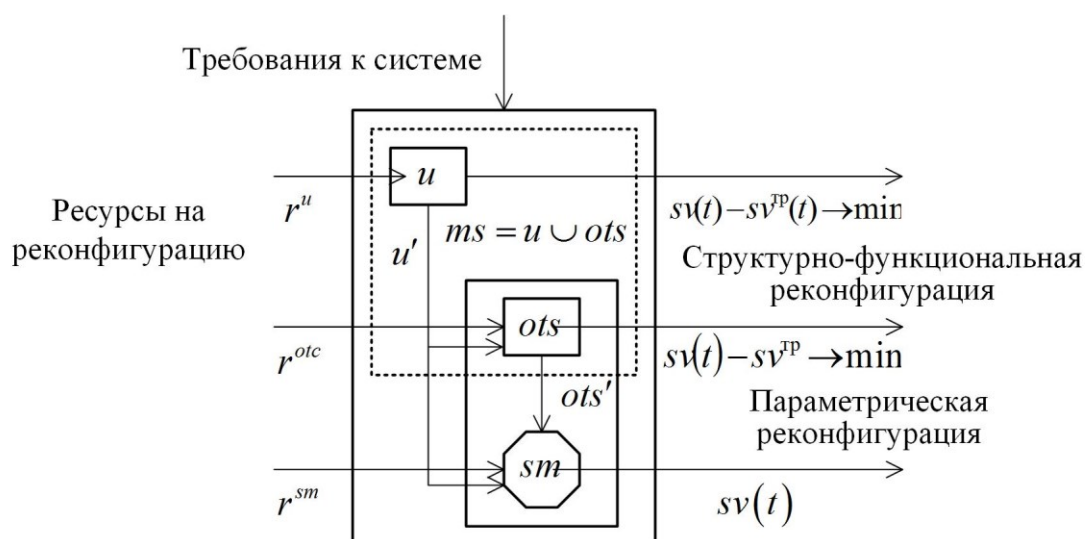 Требования к системе
u
r^u
Ресурсы на
реконфигурацию
u′
ms = u ∪ ots
sv(t) – sv^тр(t) → min
Структурно-функциональная
реконфигурация
ots
r^otc
sv(t) – sv^тр → min
ots′
Параметрическая
реконфигурация
sm
r^sm
sv(t)